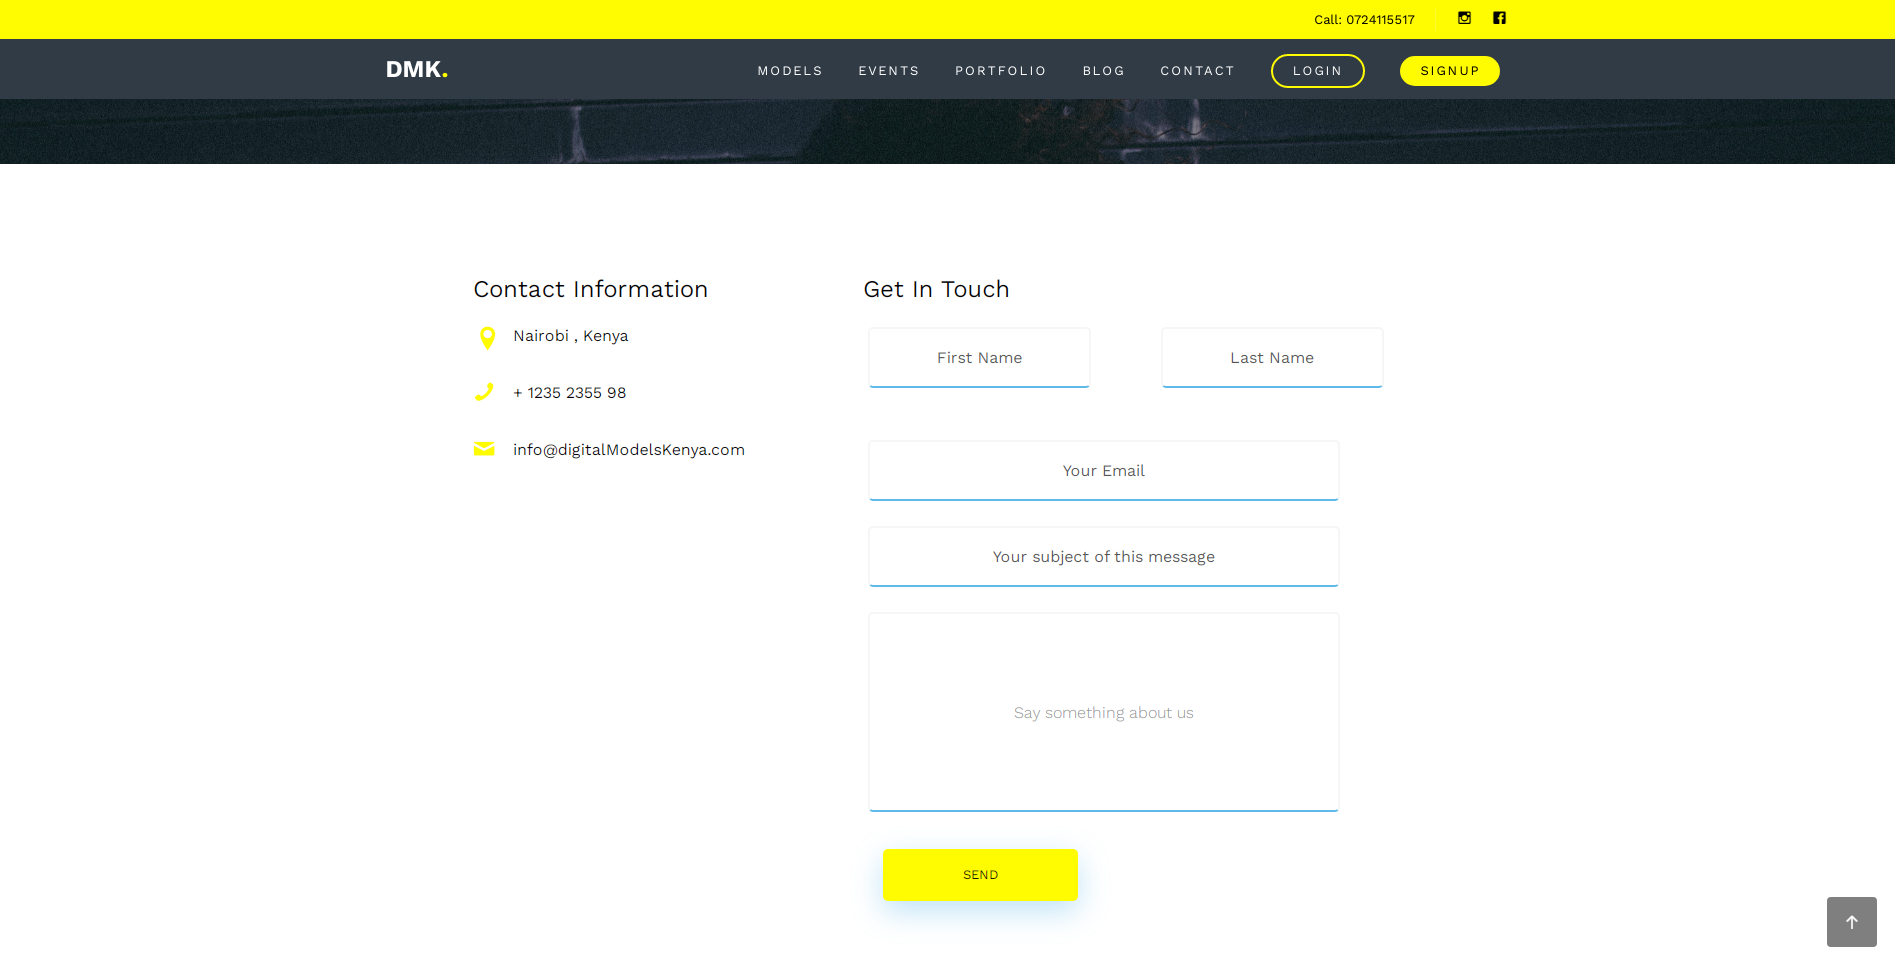 Call: 0724115517
DMK.
MODELS EVENTS PORTFOLIO BLOG CONTACT LOGIN SIGNUP
Contact Information
Nairobi , Kenya
+ 1235 2355 98
info@digitalModelsKenya.com
Get In Touch
First Name Last Name
Your Email
Your subject of this message
Say something about us
SEND